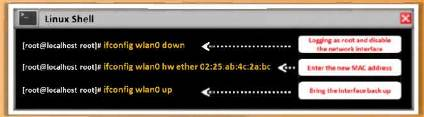 Linux Shell
[root@localhost root]# ifconfig wlan0 down
Logging as root and disable
the network interface
[root@localhost root]# ifconfig wlan0 hw ether 02:25:ab:4c:2a:bc
Enter the new MAC address
[root@localhost root]# ifconfig wlan0 up
Bring the interface back up